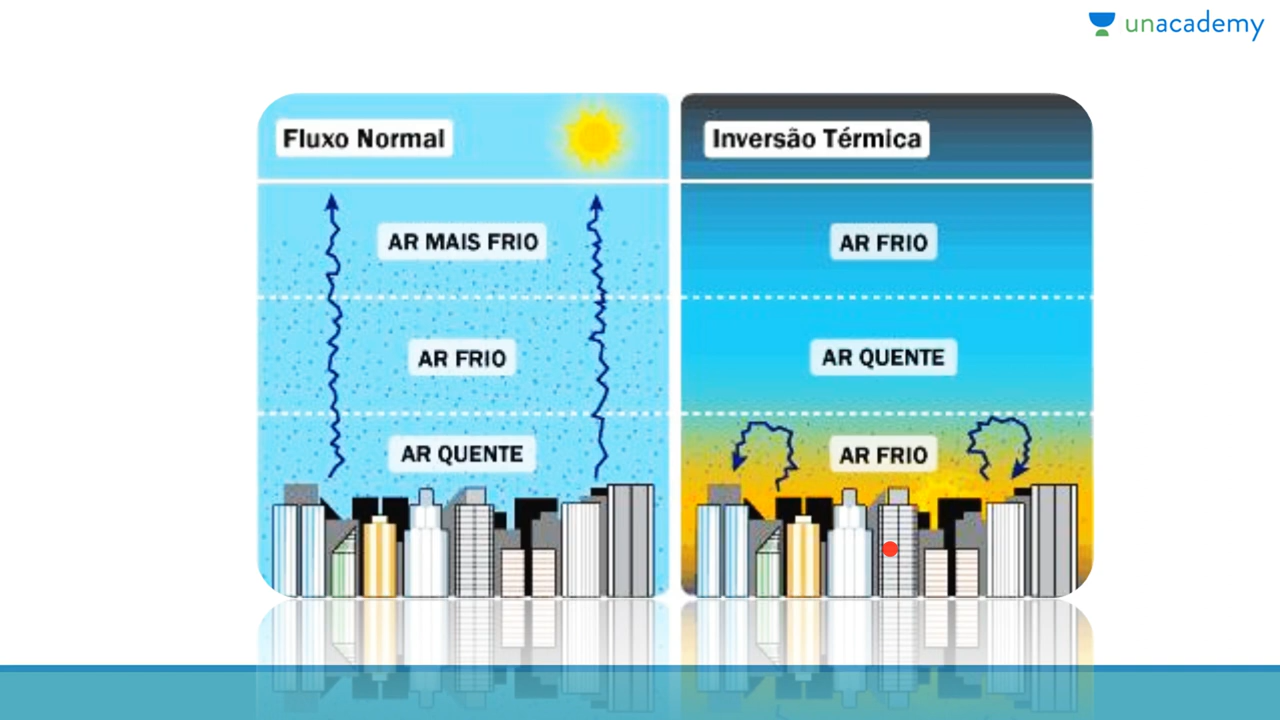 unacademy
Fluxo Normal
AR MAIS FRIO
AR FRIO
AR QUENTE
Inversão Térmica
AR FRIO
AR QUENTE
AR FRIO